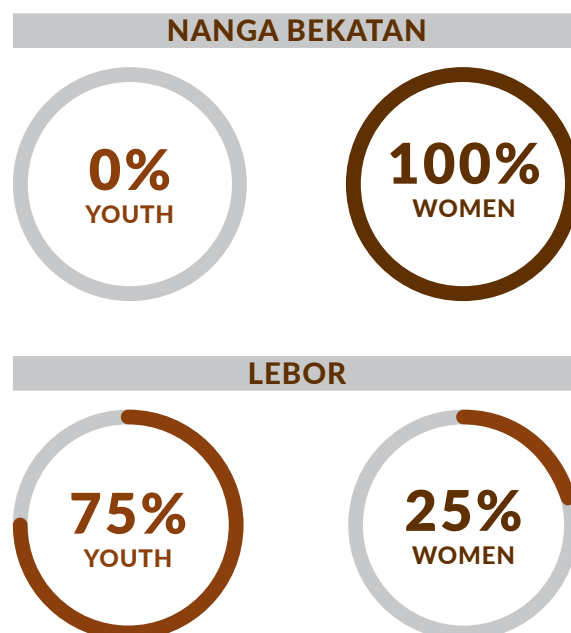 NANGA BEKATAN
0%
YOUTH
100%
WOMEN
LEBOR
75%
YOUTH
25%
WOMEN